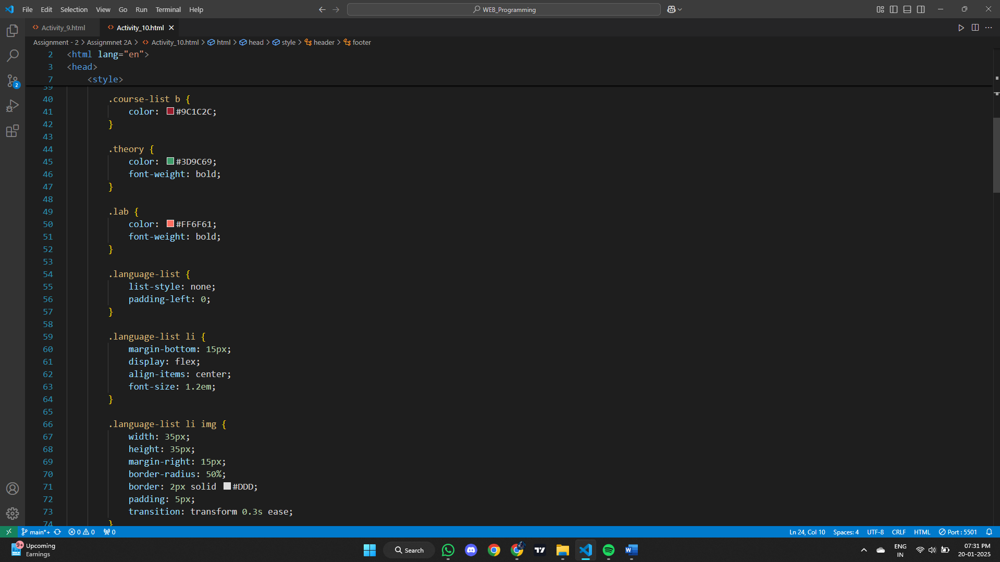 File Edit Selection View Go Run Terminal Help
WEB_Programming
Activity_9.html
Activity_10.html
Assignment - 2 > Assignmnet 2A > Activity_10.html > html > head > style > header > footer
2 <html lang="en">
3 <head>
7 <style>
39
40 .course-list b {
41 color: #9C1C2C;
42 }
43
44 .theory {
45 color: #3D9C69;
46 font-weight: bold;
47 }
48
49 .lab {
50 color: #FF6F61;
51 font-weight: bold;
52 }
53
54 .language-list {
55 list-style: none;
56 padding-left: 0;
57 }
58
59 .language-list li {
60 margin-bottom: 15px;
61 display: flex;
62 align-items: center;
63 font-size: 1.2em;
64 }
65
66 .language-list li img {
67 width: 35px;
68 height: 35px;
69 margin-right: 15px;
70 border-radius: 50%;
71 border: 2px solid #DDD;
72 padding: 5px;
73 transition: transform 0.3s ease;
74 }
2
main*+ 0 0 0
Ln 24, Col 10 Spaces: 4 UTF-8 CRLF HTML Port : 5501
9+
Upcoming
Earnings
Search
ENG
IN
07:31 PM
20-01-2025